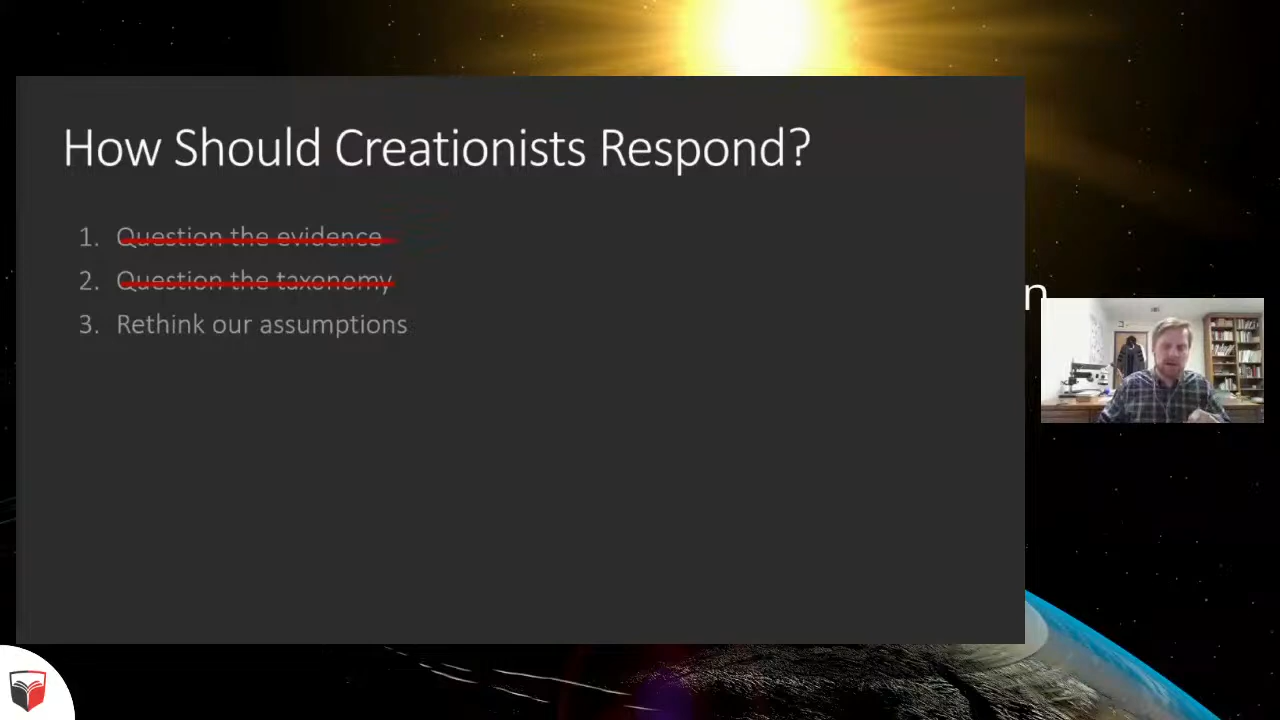 How Should Creationists Respond?
1. Question the evidence
2. Question the taxonomy
3. Rethink our assumptions
n